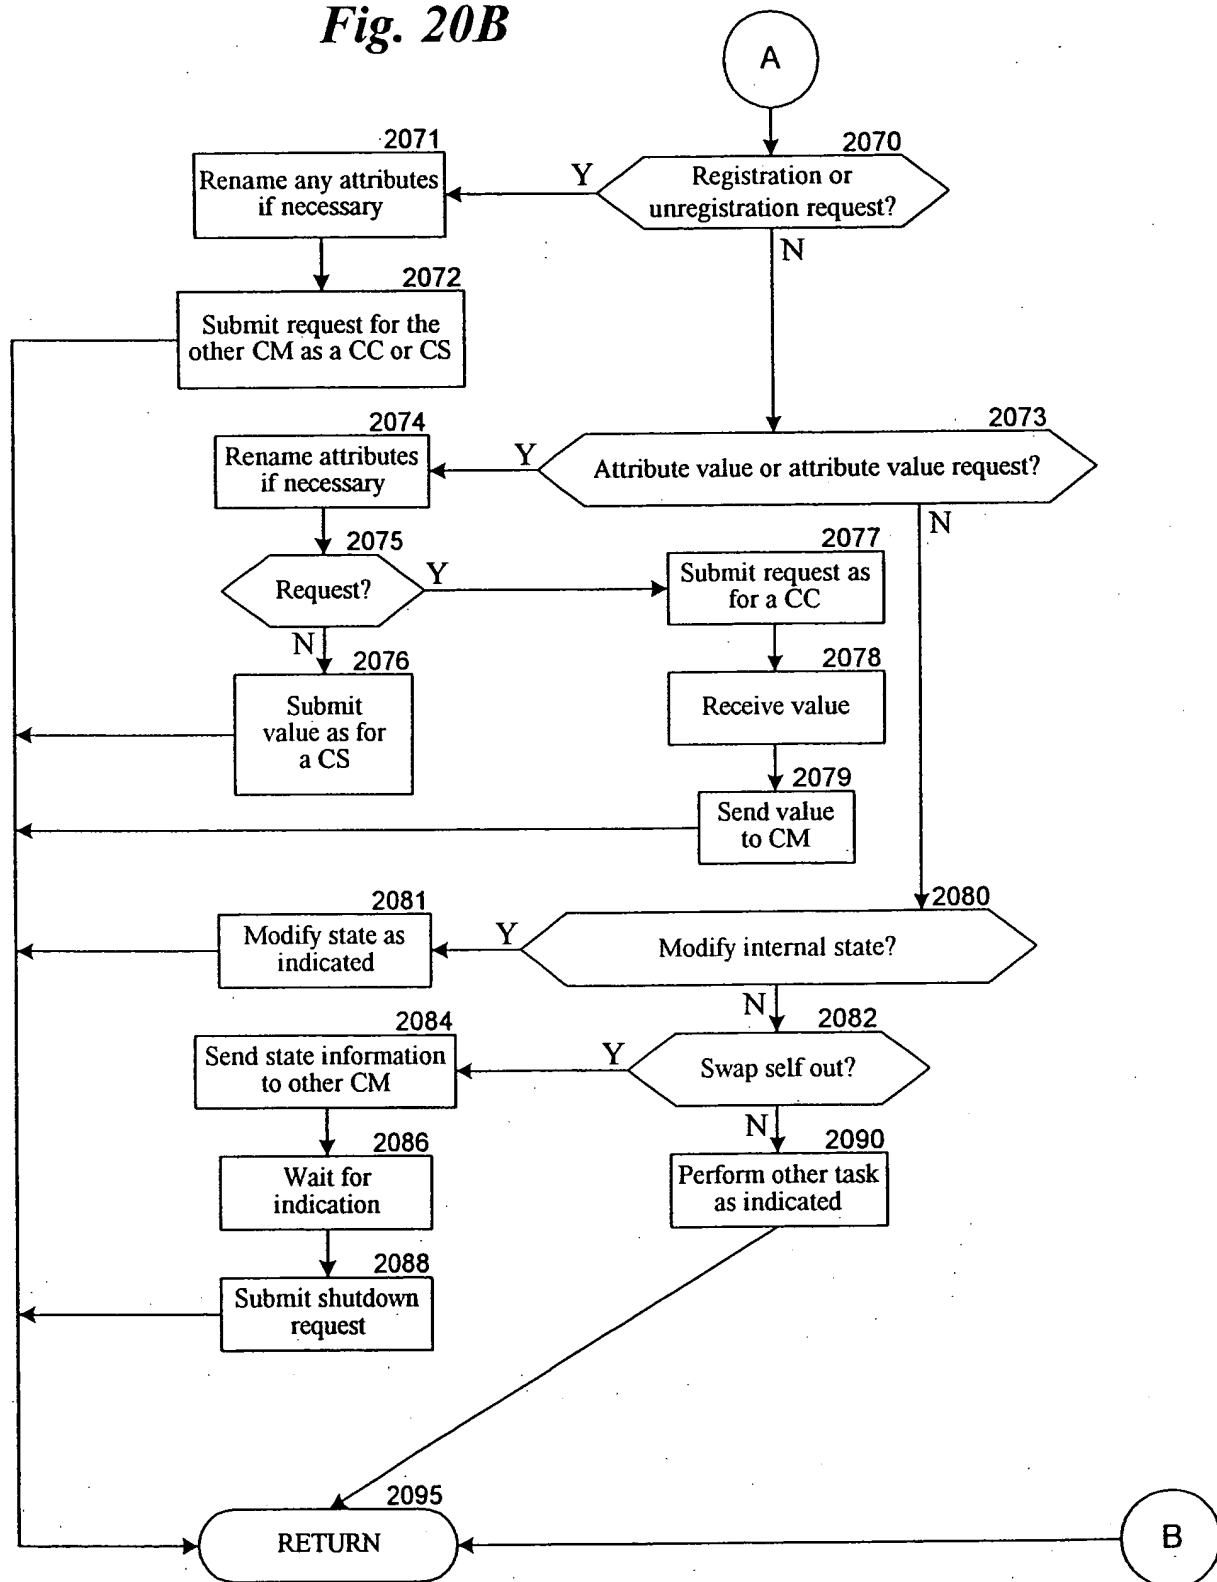 Fig. 20B
A
2070
Registration or
unregistration request?
Y
N
2071
Rename any attributes
if necessary
2072
Submit request for the
other CM as a CC or CS
2073
Attribute value or attribute value request?
Y
N
2074
Rename attributes
if necessary
2075
Request?
Y
N
2076
Submit
value as for
a CS
2077
Submit request as
for a CC
2078
Receive value
2079
Send value
to CM
2080
Modify internal state?
Y
N
2081
Modify state as
indicated
2082
Swap self out?
Y
N
2084
Send state information
to other CM
2086
Wait for
indication
2088
Submit shutdown
request
2090
Perform other task
as indicated
2095
RETURN
B